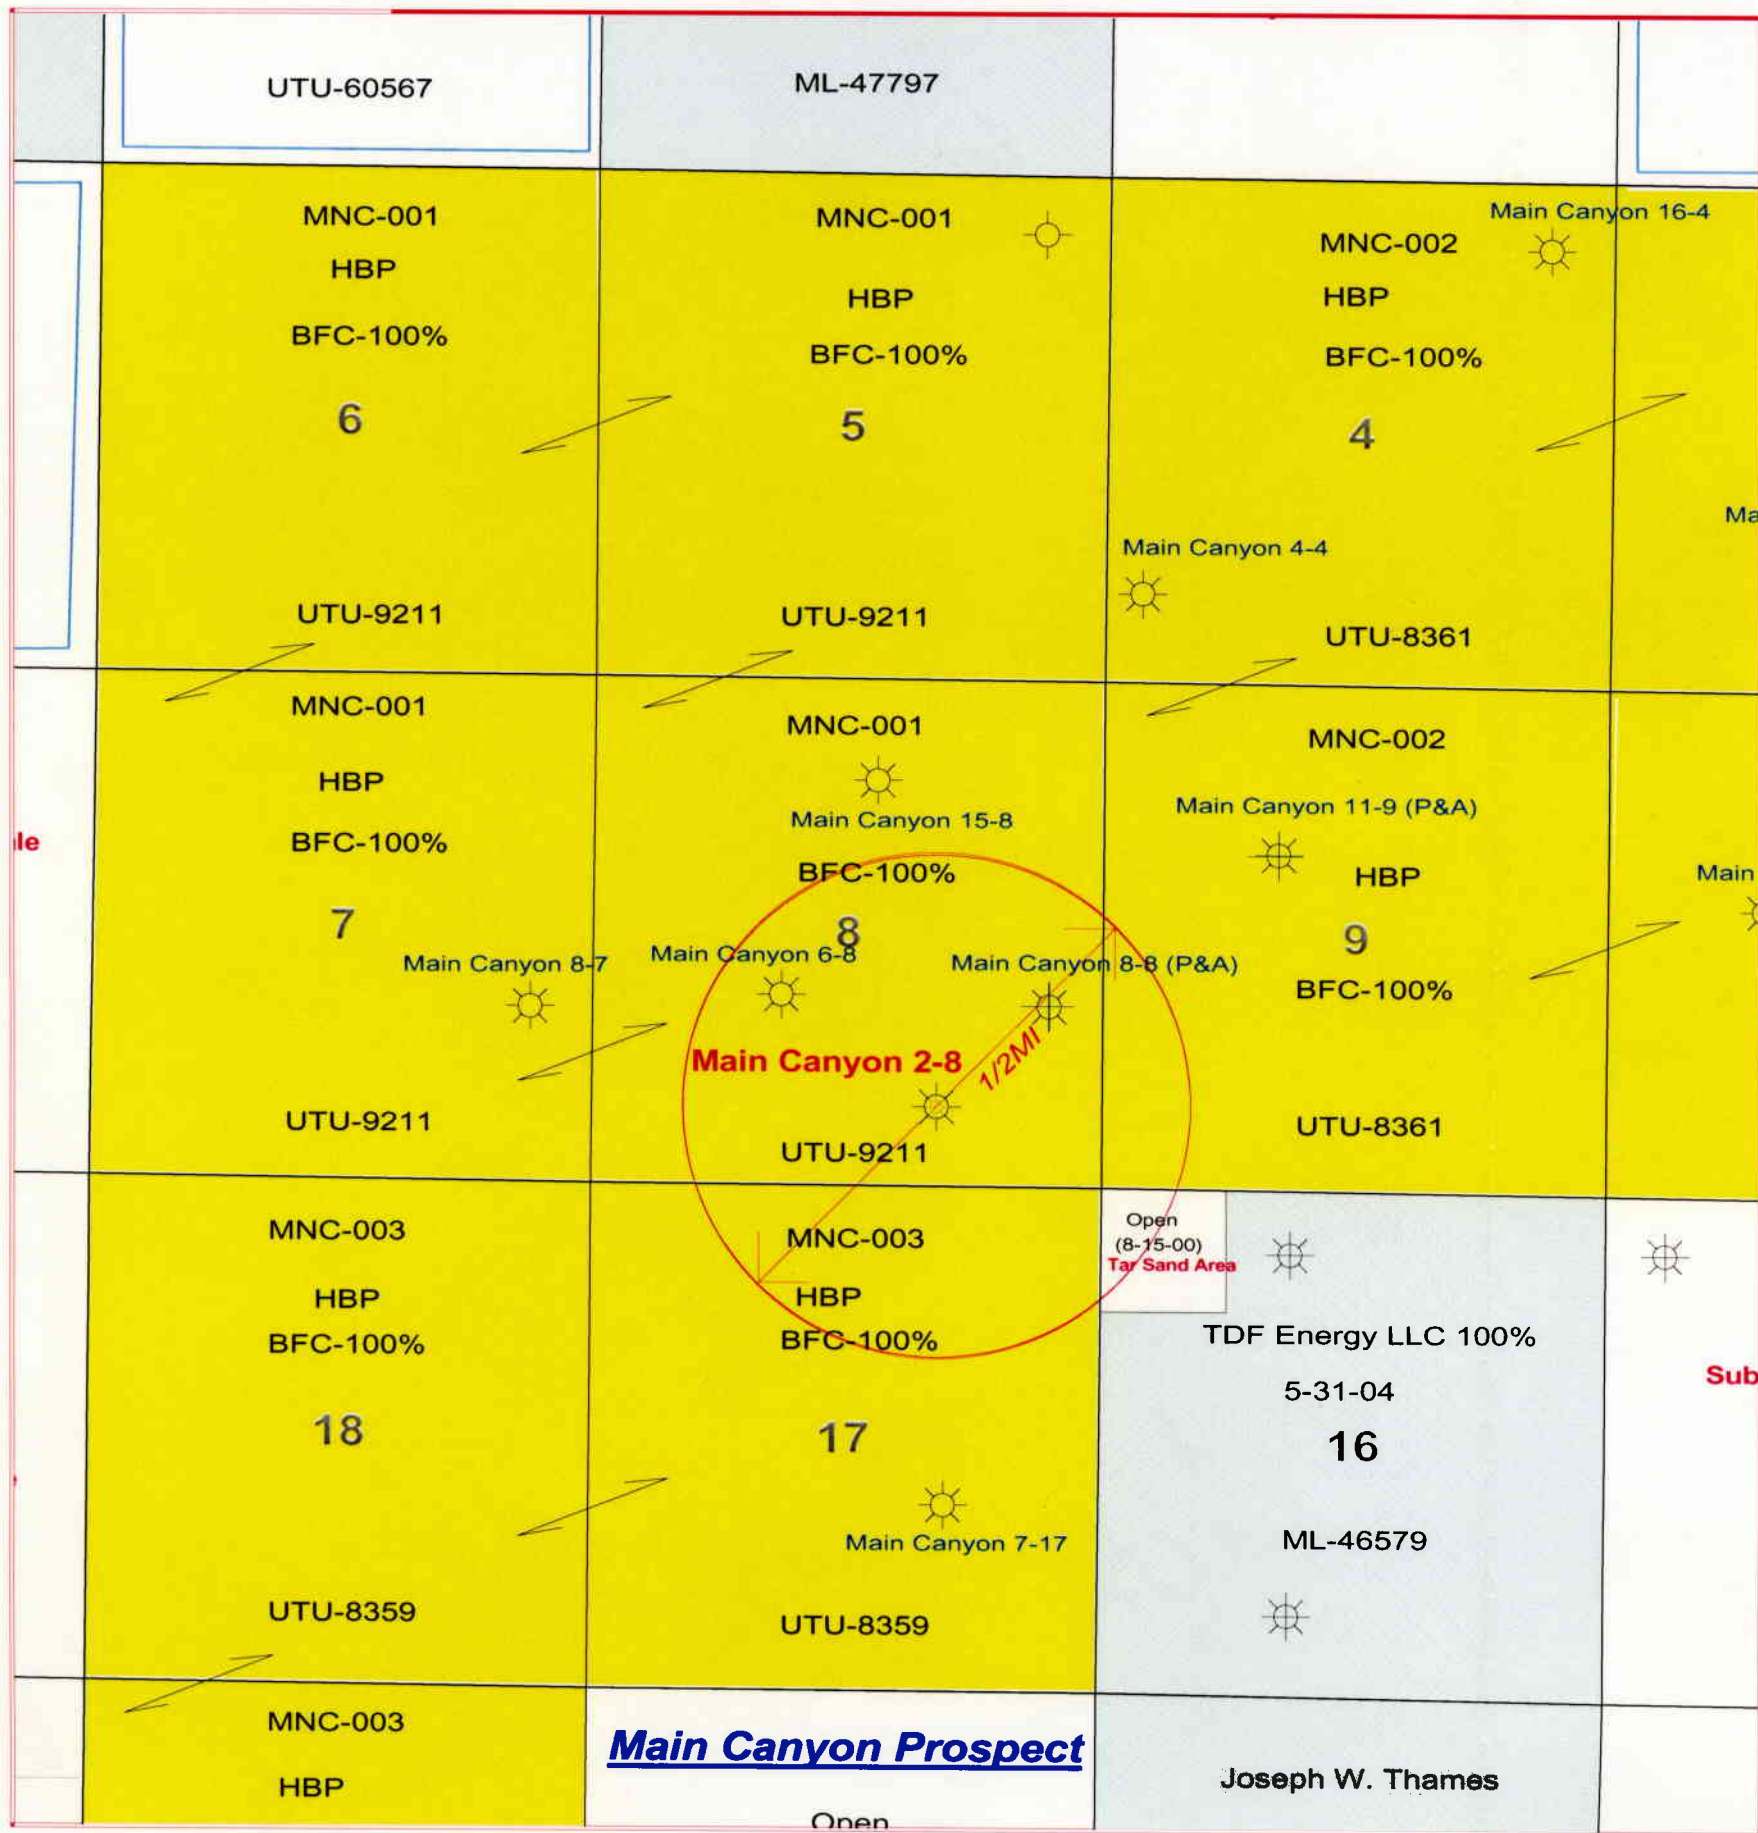 UTU-60567
ML-47797
MNC-001
HBP
BFC-100%
6
UTU-9211
MNC-001
HBP
BFC-100%
5
UTU-9211
Main Canyon 16-4
MNC-002
HBP
BFC-100%
4
Main Canyon 4-4
UTU-8361
Ma
MNC-001
HBP
BFC-100%
7
Main Canyon 8-7
UTU-9211
MNC-001
Main Canyon 15-8
BFC-100%
8
Main Canyon 6-8
Main Canyon 8-8 (P&A)
Main Canyon 2-8
1/2MI
UTU-9211
MNC-002
Main Canyon 11-9 (P&A)
HBP
9
BFC-100%
UTU-8361
Main
le
MNC-003
HBP
BFC-100%
18
UTU-8359
MNC-003
HBP
BFC-100%
17
Main Canyon 7-17
UTU-8359
Open
(8-15-00)
Tar Sand Area
TDF Energy LLC 100%
5-31-04
16
ML-46579
Sub
MNC-003
HBP
Main Canyon Prospect
Open
Joseph W. Thames